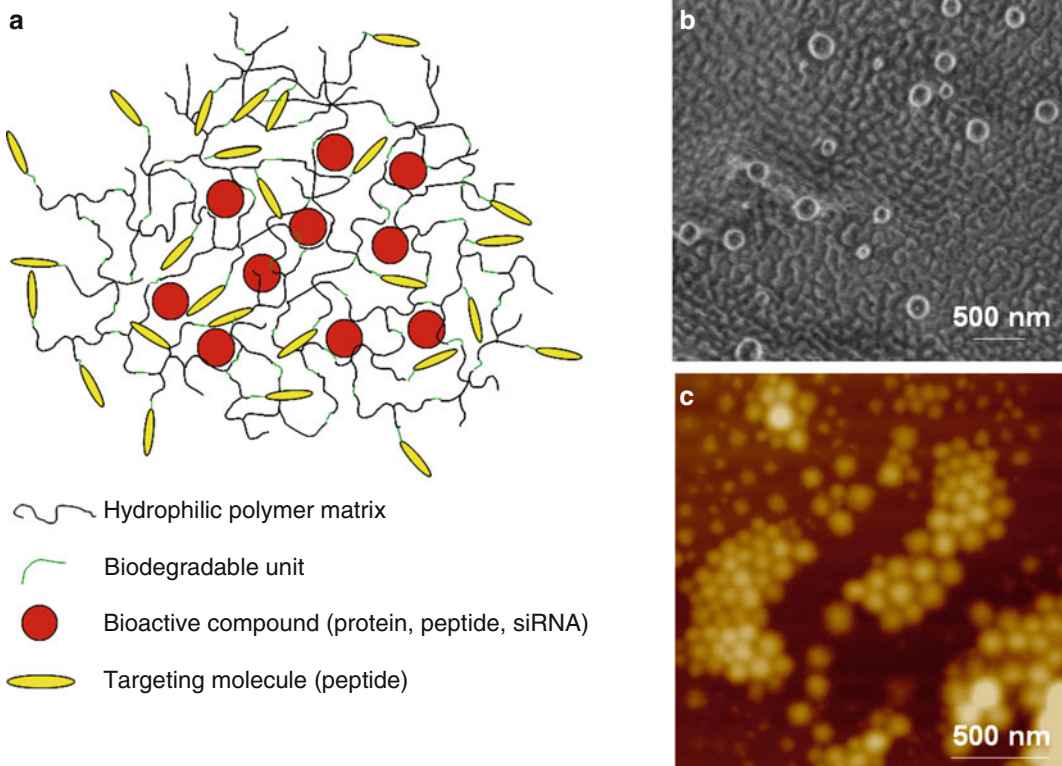 a
b
500 nm
c
500 nm
Hydrophilic polymer matrix
Biodegradable unit
Bioactive compound (protein, peptide, siRNA)
Targeting molecule (peptide)